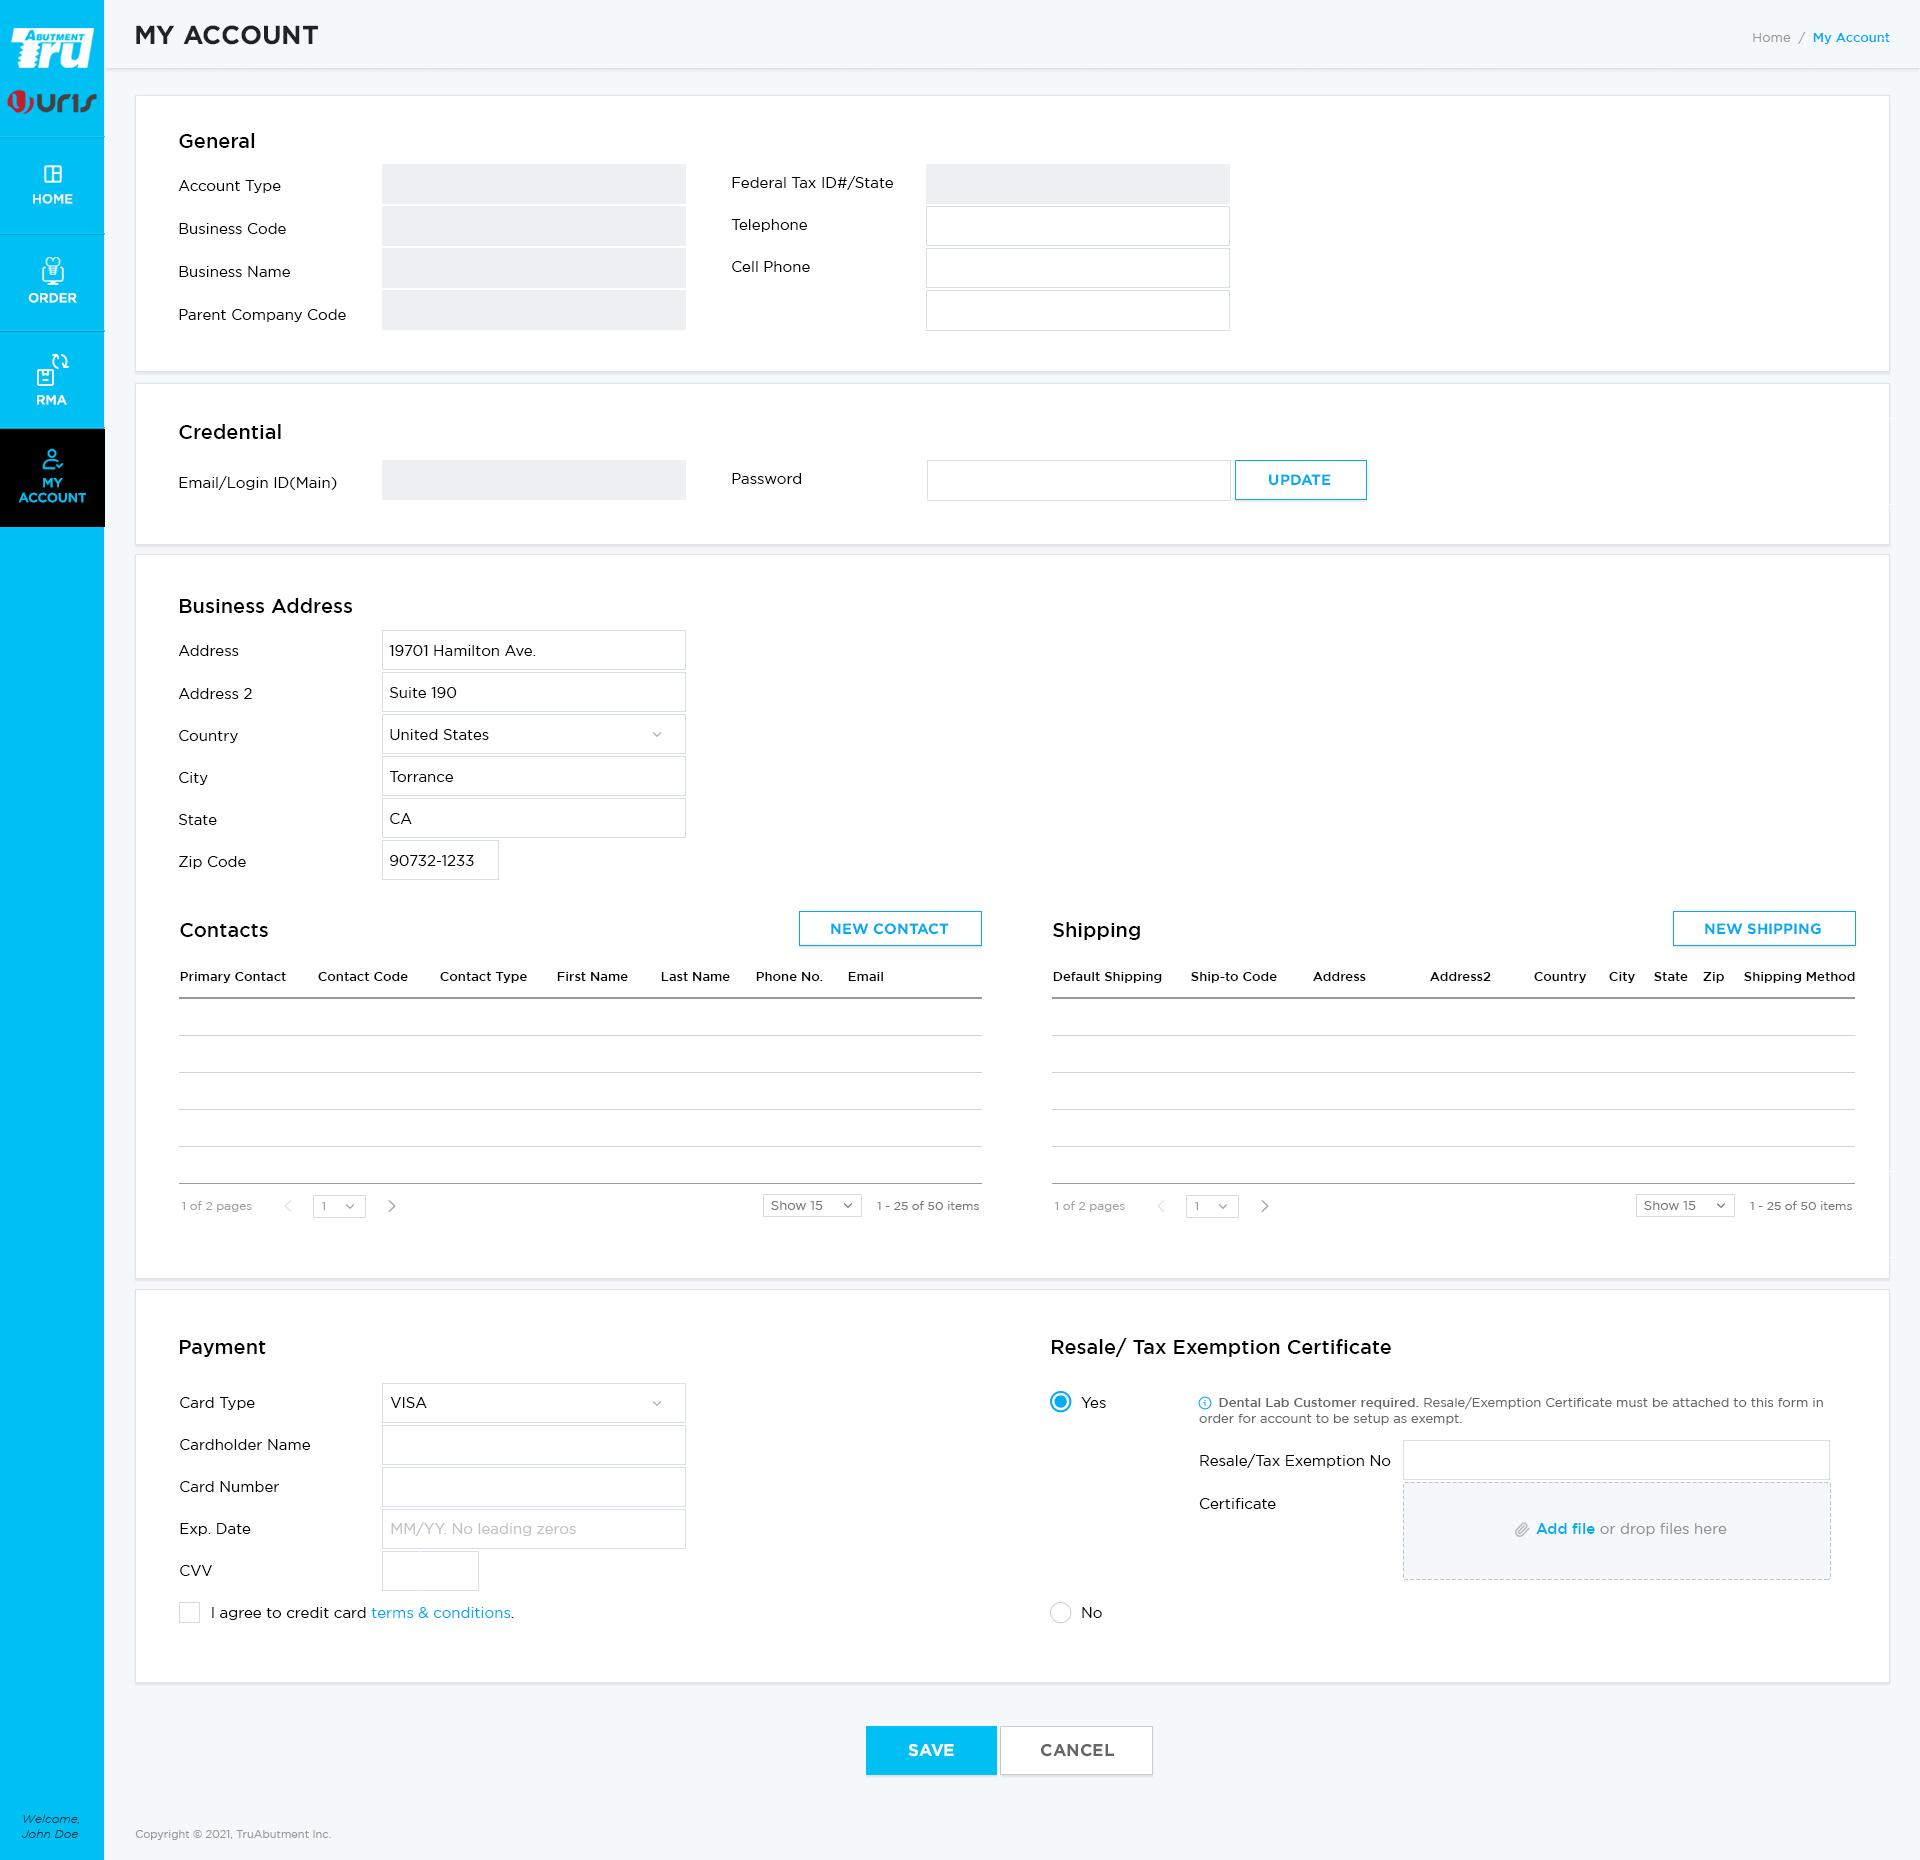 ABUTMENT
Tru
uris
HOME
ORDER
RMA
MY
ACCOUNT
Welcome,
John Doe
MY ACCOUNT
Home / My Account
General
Account Type
Business Code
Business Name
Parent Company Code
Federal Tax ID#/State
Telephone
Cell Phone
Credential
Email/Login ID(Main)
Password
UPDATE
Business Address
Address 19701 Hamilton Ave.
Address 2 Suite 190
Country United States
City Torrance
State CA
Zip Code 90732-1233
Contacts
NEW CONTACT
Primary Contact Contact Code Contact Type First Name Last Name Phone No. Email
1 of 2 pages 1 Show 15 1 - 25 of 50 items
Shipping
NEW SHIPPING
Default Shipping Ship-to Code Address Address2 Country City State Zip Shipping Method
1 of 2 pages 1 Show 15 1 - 25 of 50 items
Payment
Card Type VISA
Cardholder Name
Card Number
Exp. Date MM/YY. No leading zeros
CVV
I agree to credit card terms & conditions.
Resale/ Tax Exemption Certificate
Yes
Dental Lab Customer required. Resale/Exemption Certificate must be attached to this form in
order for account to be setup as exempt.
Resale/Tax Exemption No
Certificate
Add file or drop files here
No
SAVE
CANCEL
Copyright © 2021, TruAbutment Inc.